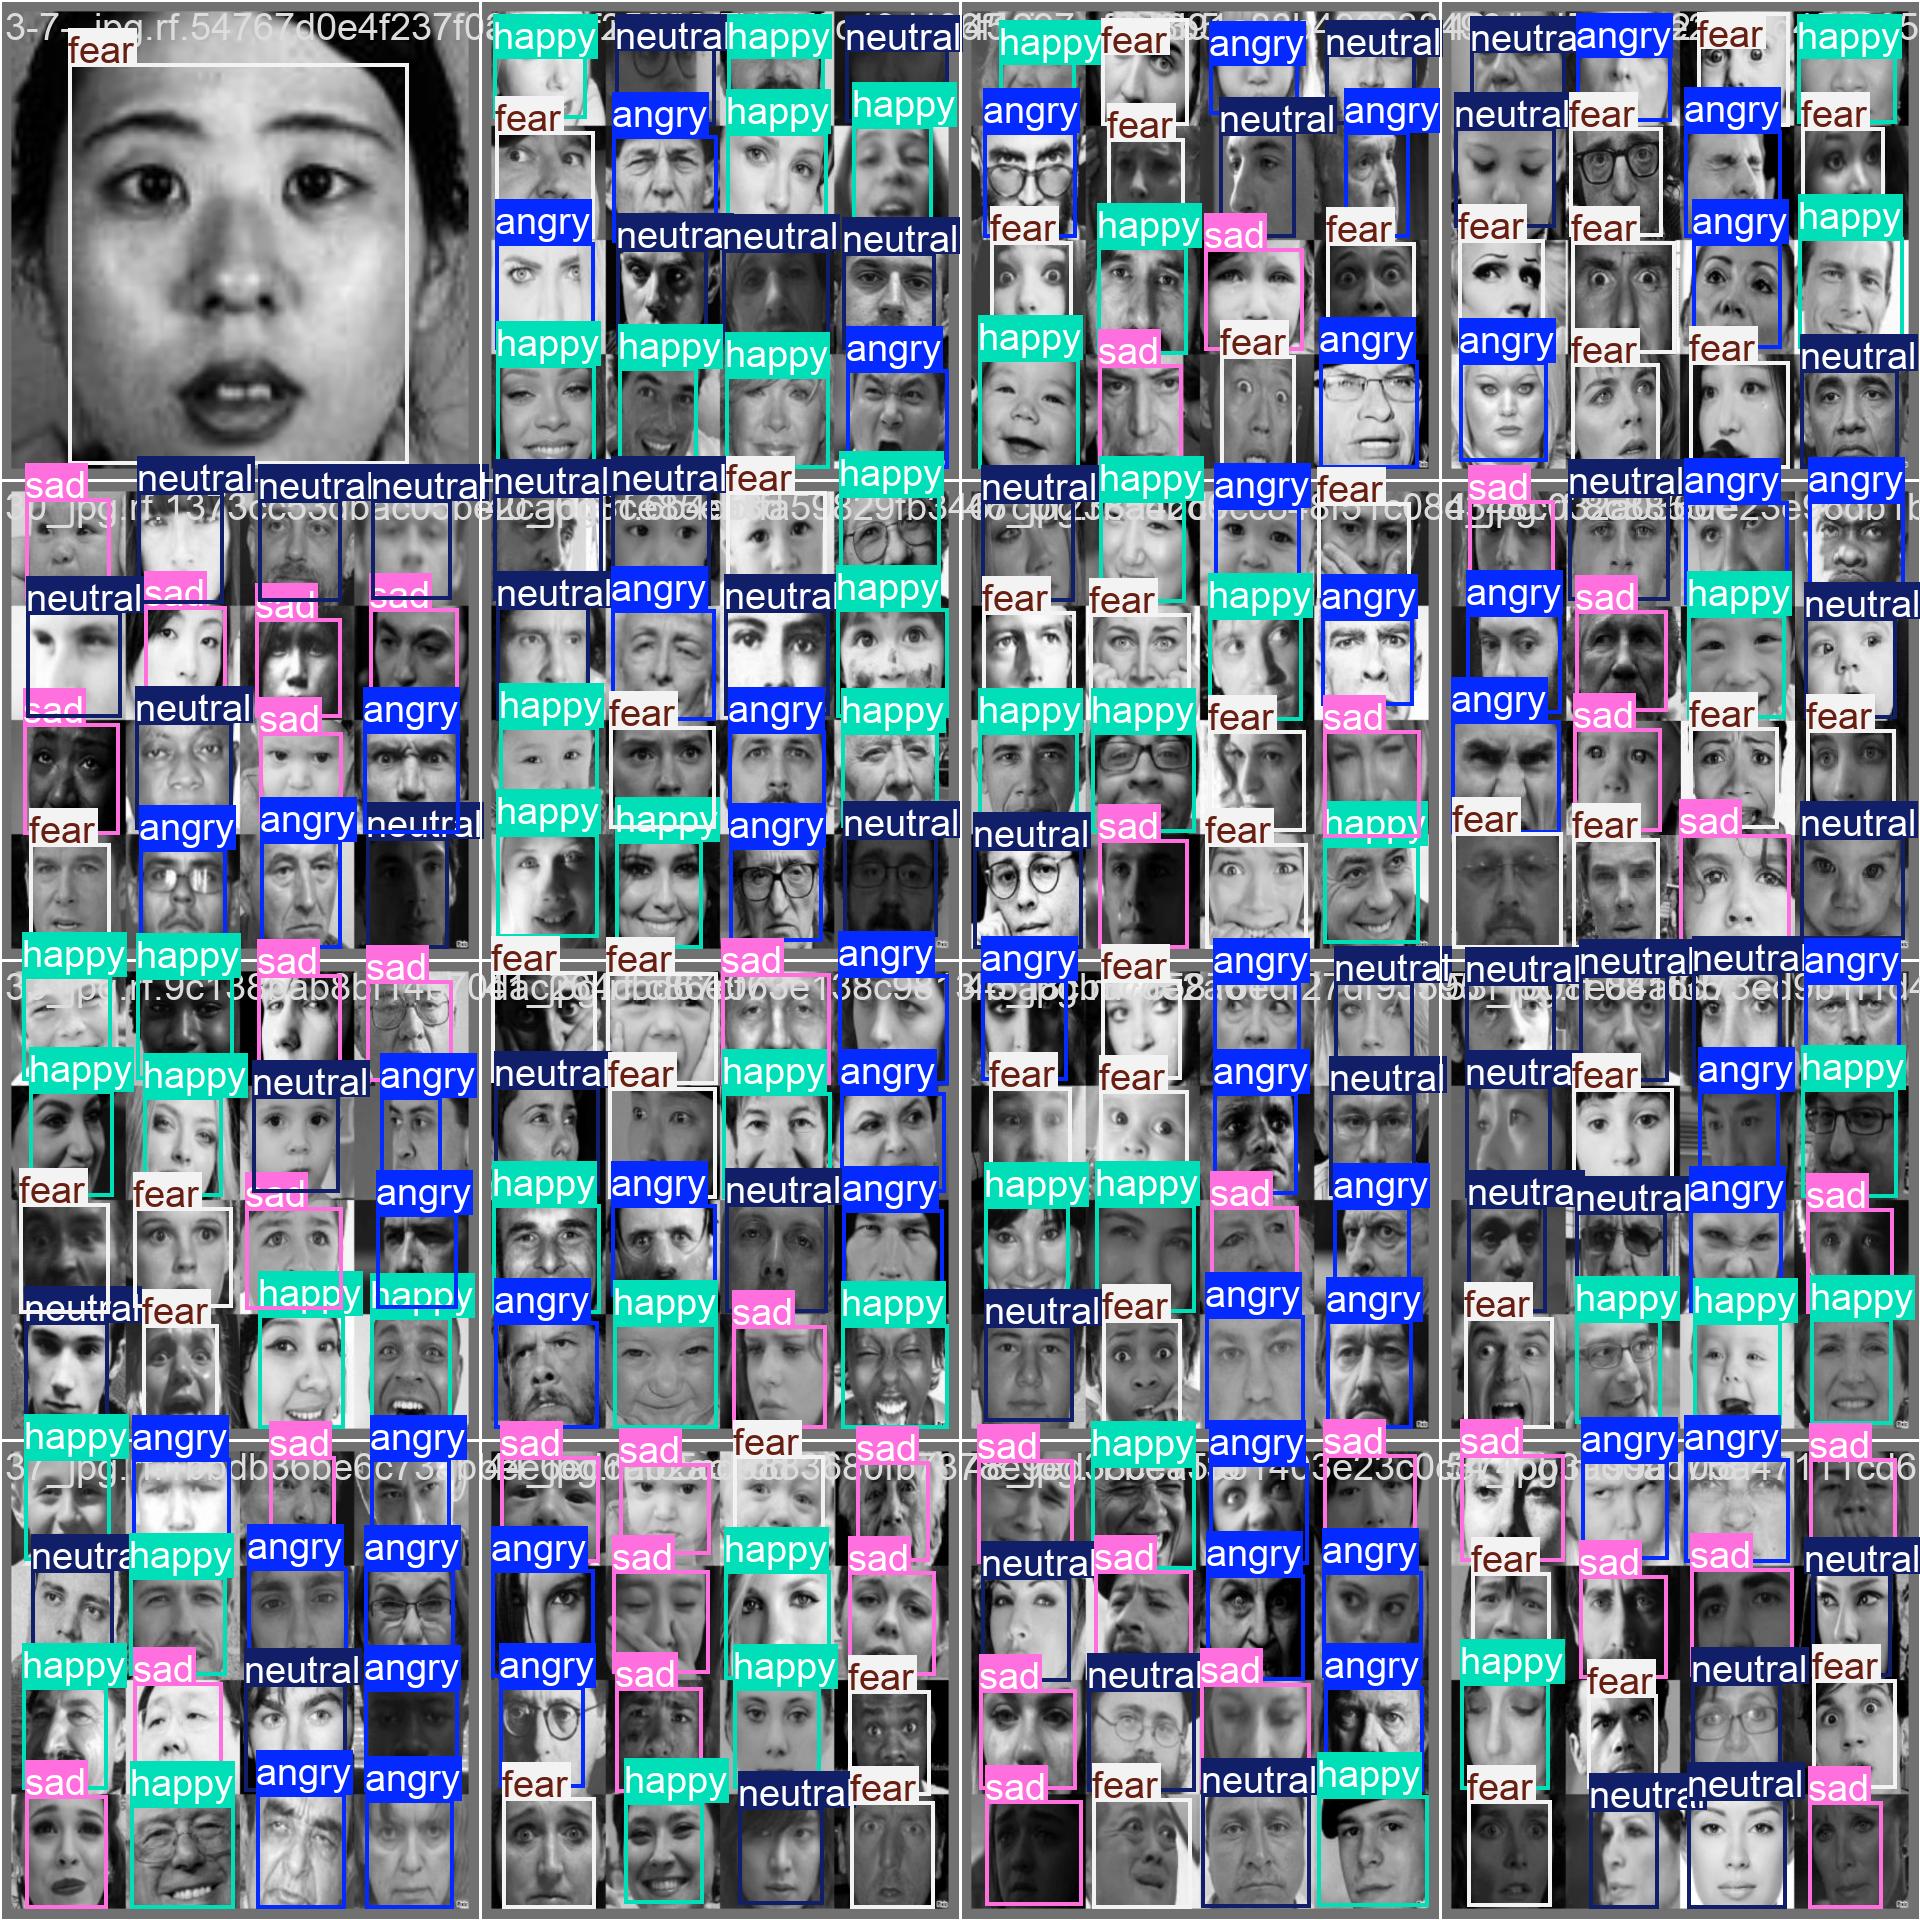 fear
happy neutral happy neutral
fear angry happy happy
angry neutral neutral neutral
happy happy happy angry
happy fear angry neutral
angry fear neutral angry
fear happy sad fear
happy sad fear angry
neutral angry fear happy
neutral fear angry fear
fear fear angry happy
angry fear fear neutral
sad neutral neutral neutral
neutral sad sad sad
sad neutral sad angry
fear angry angry neutral
neutral neutral fear happy
neutral angry neutral happy
happy fear angry happy
happy happy angry neutral
neutral happy angry fear
fear fear happy angry
happy happy fear sad
neutral sad fear happy
sad neutral angry angry
angry sad happy neutral
angry sad fear fear
fear fear sad neutral
happy happy sad sad
happy happy neutral angry
fear fear sad angry
neutral fear happy happy
fear fear sad angry
neutral fear happy angry
happy angry neutral angry
angry happy sad happy
angry fear angry neutral
fear fear angry neutral
happy happy sad angry
neutral fear angry angry
neutral neutral neutral angry
neutral fear angry happy
neutral neutral angry sad
fear happy happy happy
happy angry sad angry
neutral happy angry angry
happy sad neutral angry
sad happy angry angry
sad sad fear sad
angry sad happy sad
angry sad happy fear
fear happy neutral fear
sad happy angry sad
neutral sad angry angry
sad neutral sad angry
sad fear neutral happy
sad angry angry sad
fear sad sad neutral
happy fear neutral fear
fear neutral neutral sad